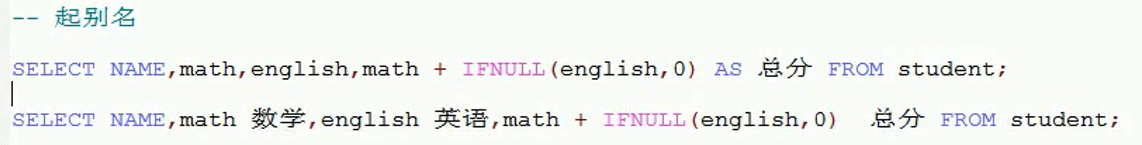 -- 起别名
SELECT NAME,math,english,math + IFNULL(english,0) AS 总分 FROM student;
SELECT NAME,math 数学,english 英语,math + IFNULL(english,0)  总分 FROM student;